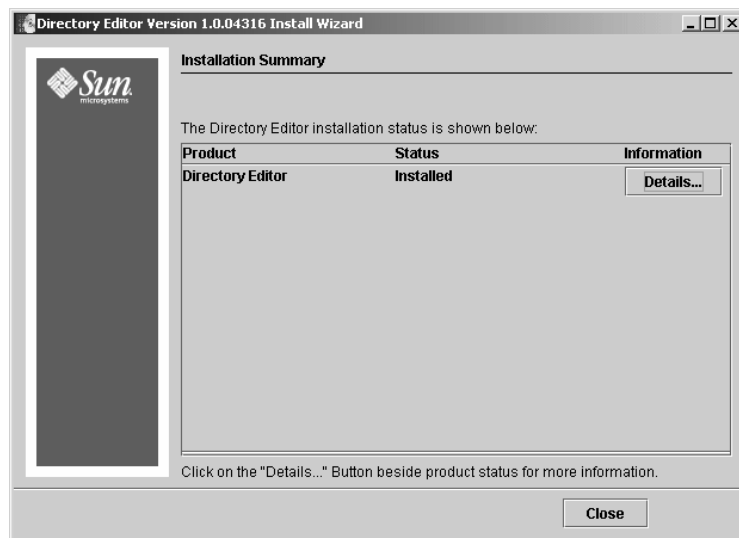 Directory Editor Version 1.0.04316 Install Wizard
Sun
microsystems
Installation Summary
The Directory Editor installation status is shown below:
Product Status Information
Directory Editor Installed Details...
Click on the "Details..." Button beside product status for more information.
Close